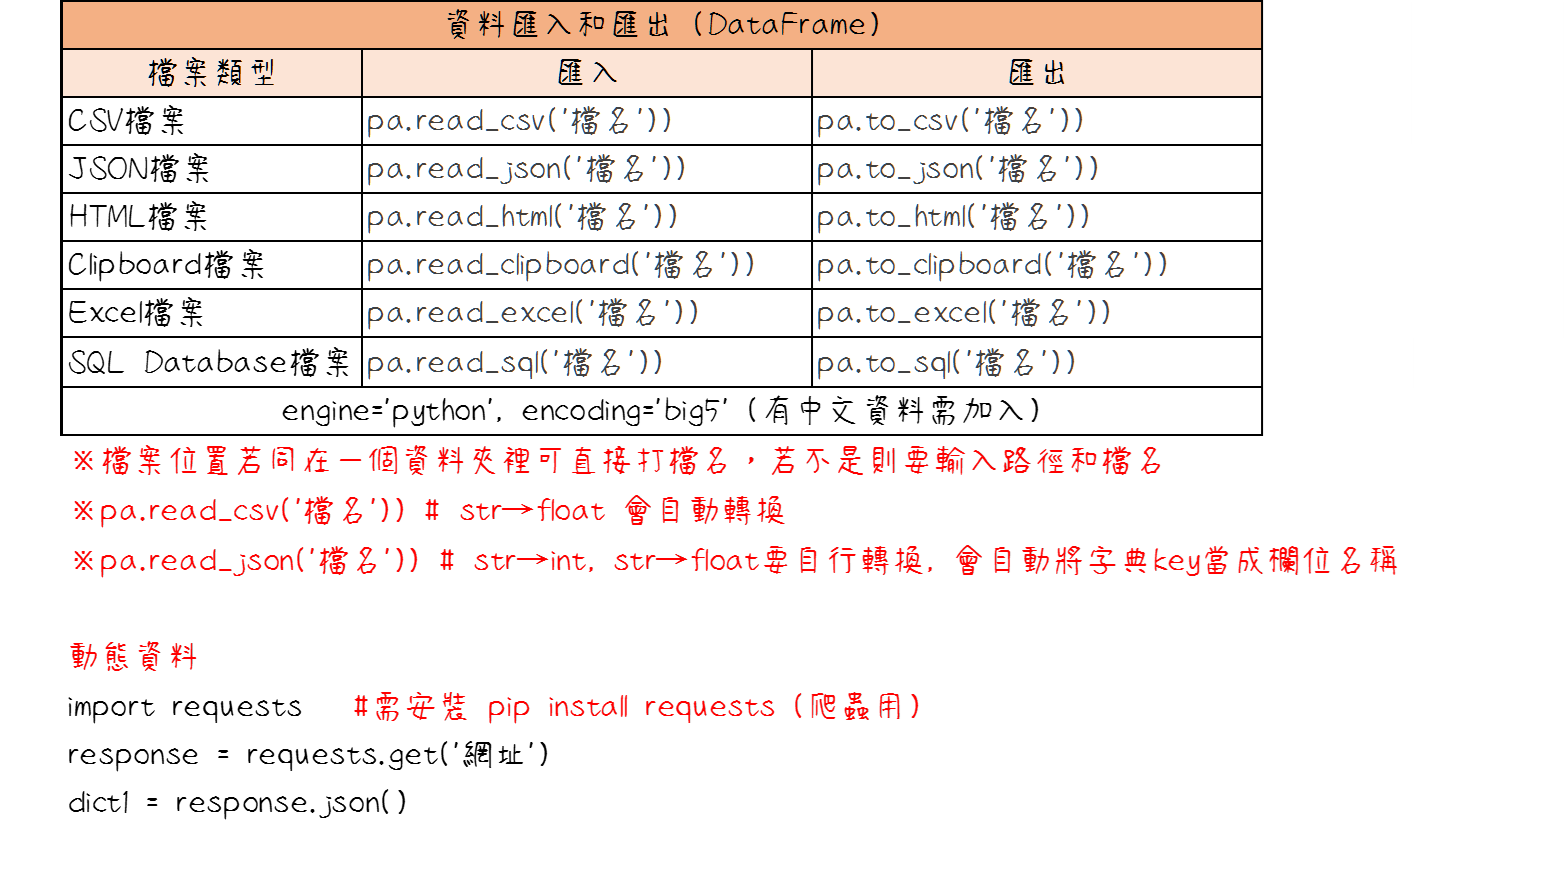 資料匯入和匯出 (DataFrame)
檔案類型 匯入 匯出
CSV檔案 pa.read_csv('檔名')) pa.to_csv('檔名'))
JSON檔案 pa.read_json('檔名')) pa.to_json('檔名'))
HTML檔案 pa.read_html('檔名')) pa.to_html('檔名'))
Clipboard檔案 pa.read_clipboard('檔名')) pa.to_clipboard('檔名'))
Excel檔案 pa.read_excel('檔名')) pa.to_excel('檔名'))
SQL Database檔案 pa.read_sql('檔名')) pa.to_sql('檔名'))
engine='python', encoding='big5' (有中文資料需加入)
※檔案位置若同在一個資料夾裡可直接打檔名，若不是則要輸入路徑和檔名
※pa.read_csv('檔名')) # str→float 會自動轉換
※pa.read_json('檔名')) # str→int, str→float要自行轉換, 會自動將字典key當成欄位名稱
動態資料
import requests #需安裝 pip install requests (爬蟲用)
response = requests.get('網址')
dict1 = response.json()